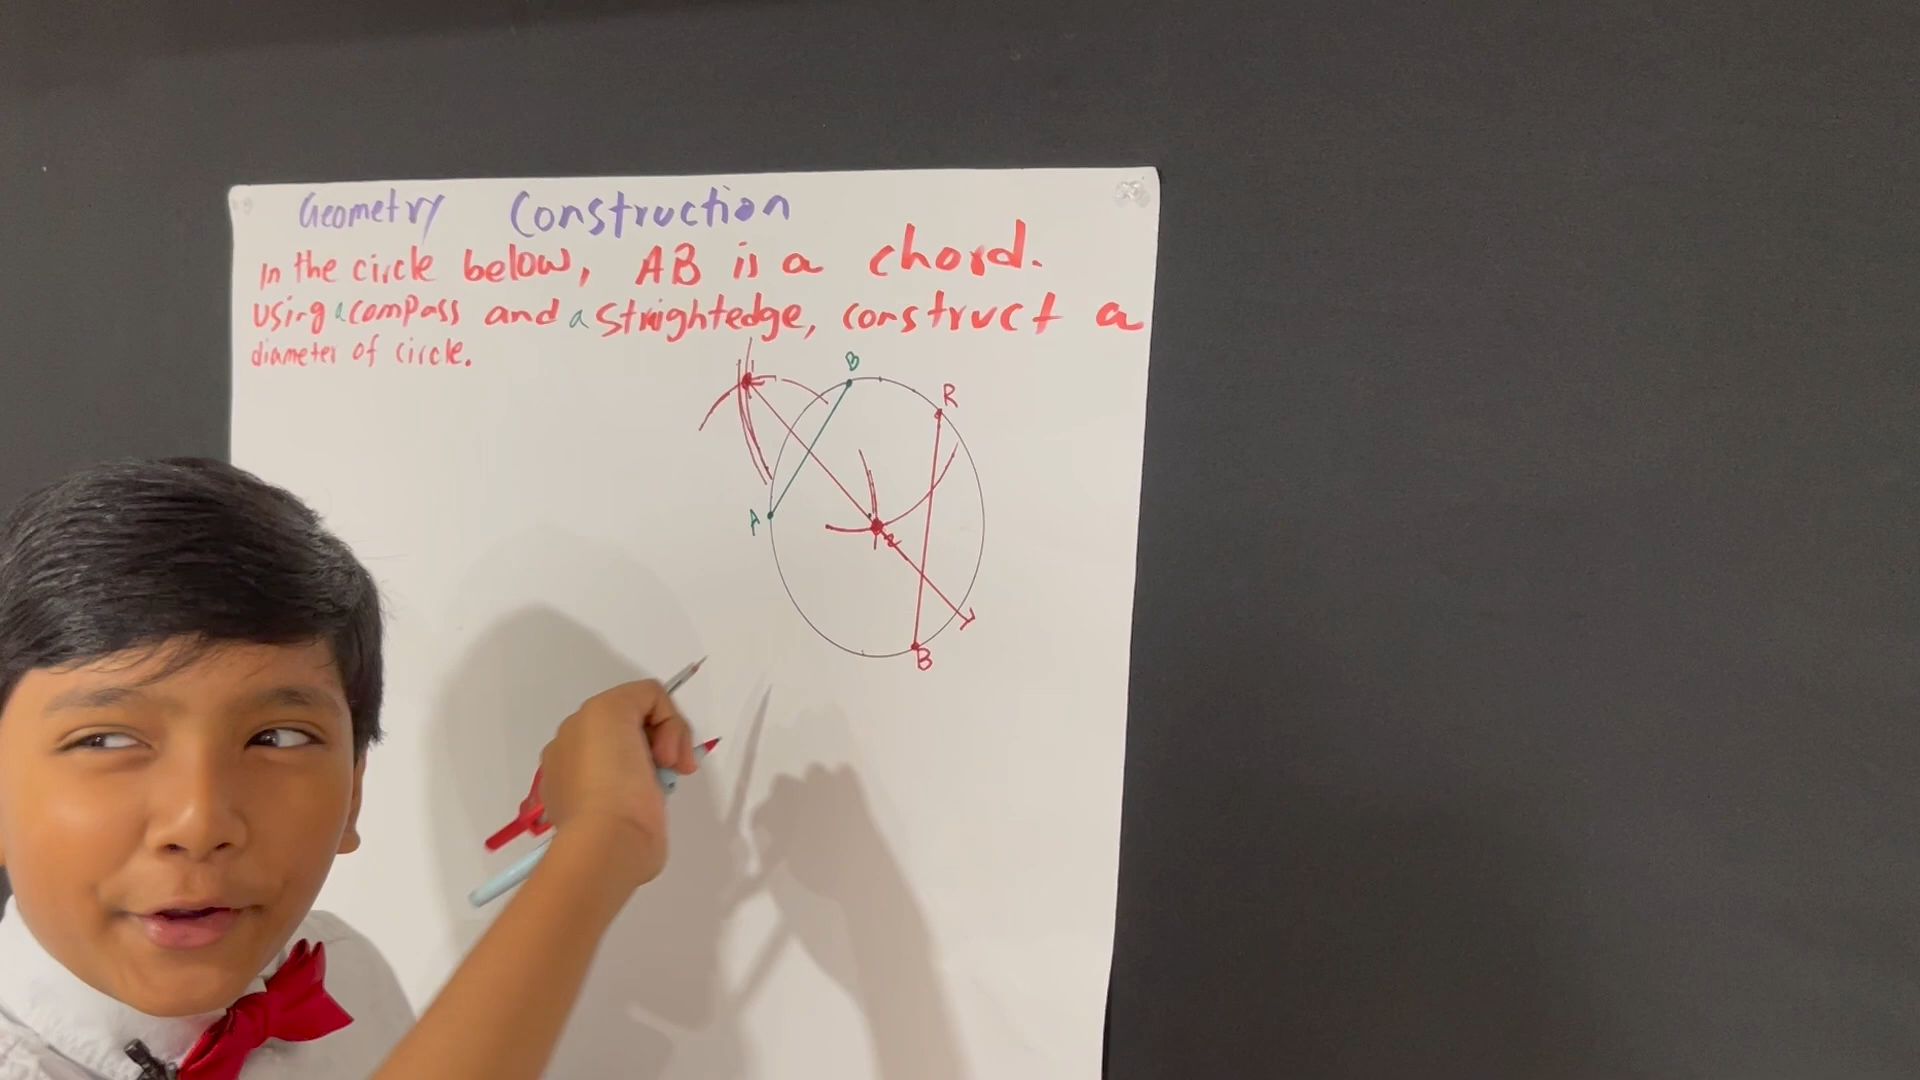 Geometry Construction
In the circle below, AB is a chord.
Using a compass and a straightedge, construct a
diameter of circle.
B
R
A
B